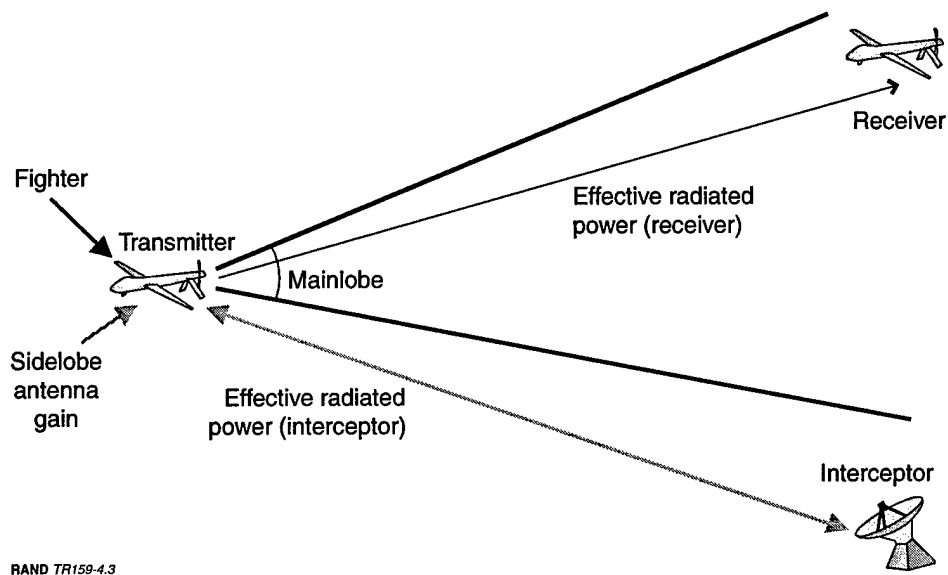 Receiver
Effective radiated
power (receiver)
Fighter
Transmitter
Mainlobe
Sidelobe
antenna
gain
Effective radiated
power (interceptor)
Interceptor
RAND TR159-4.3